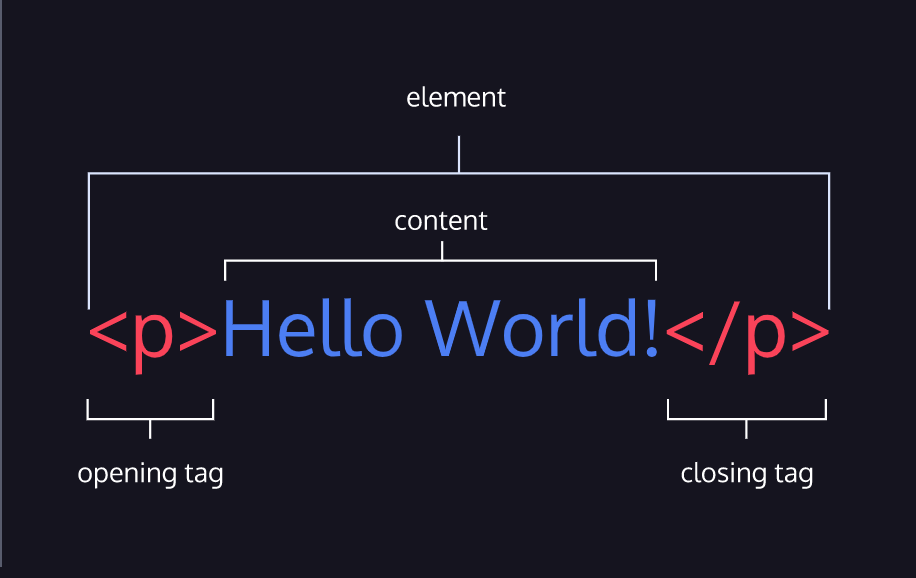 element
content
<p>Hello World!</p>
opening tag
closing tag